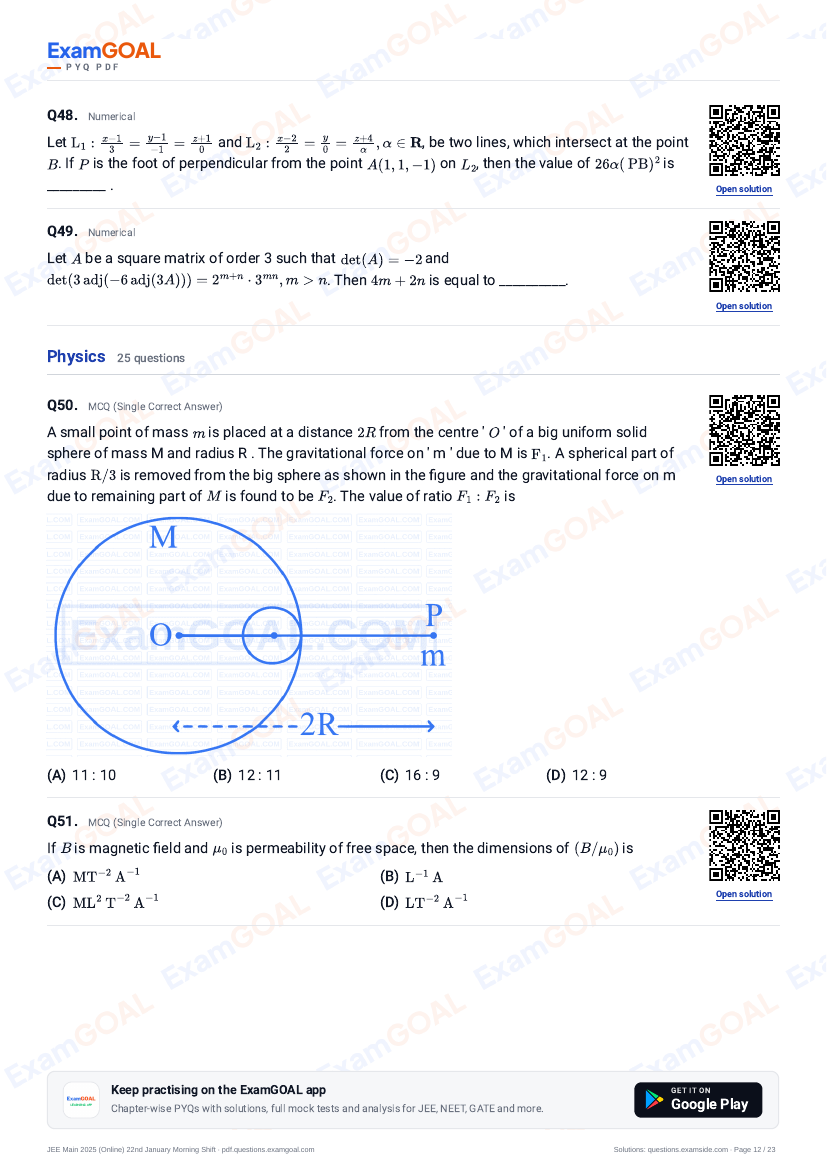 ExamGOAL
PYQ PDF
Q48. Numerical
Let L₁ : (x−1)/3 = (y−1)/−1 = (z+1)/0 and L₂ : (x−2)/2 = y/0 = (z+4)/α, α ∈ R, be two lines, which intersect at the point
B. If P is the foot of perpendicular from the point A(1, 1, −1) on L₂, then the value of 26α( PB)² is
_________ .
Open solution
Q49. Numerical
Let A be a square matrix of order 3 such that det(A) = −2 and
det(3 adj(−6 adj(3A))) = 2ᵐ⁺ⁿ ⋅ 3ᵐⁿ, m > n. Then 4m + 2n is equal to __________.
Open solution
Physics 25 questions
Q50. MCQ (Single Correct Answer)
A small point of mass m is placed at a distance 2R from the centre ' O ' of a big uniform solid
sphere of mass M and radius R . The gravitational force on ' m ' due to M is F₁. A spherical part of
radius R/3 is removed from the big sphere as shown in the figure and the gravitational force on m
due to remaining part of M is found to be F₂. The value of ratio F₁ : F₂ is
Open solution
M
O
P
m
2R
(A) 11 : 10 (B) 12 : 11 (C) 16 : 9 (D) 12 : 9
Q51. MCQ (Single Correct Answer)
If B is magnetic field and μ₀ is permeability of free space, then the dimensions of (B/μ₀) is
(A) MT⁻² A⁻¹ (B) L⁻¹ A
(C) ML² T⁻² A⁻¹ (D) LT⁻² A⁻¹
Open solution
ExamGOAL
Keep practising on the ExamGOAL app
Chapter-wise PYQs with solutions, full mock tests and analysis for JEE, NEET, GATE and more.
GET IT ON
Google Play
JEE Main 2025 (Online) 22nd January Morning Shift · pdf.questions.examgoal.com
Solutions: questions.examside.com · Page 12 / 23